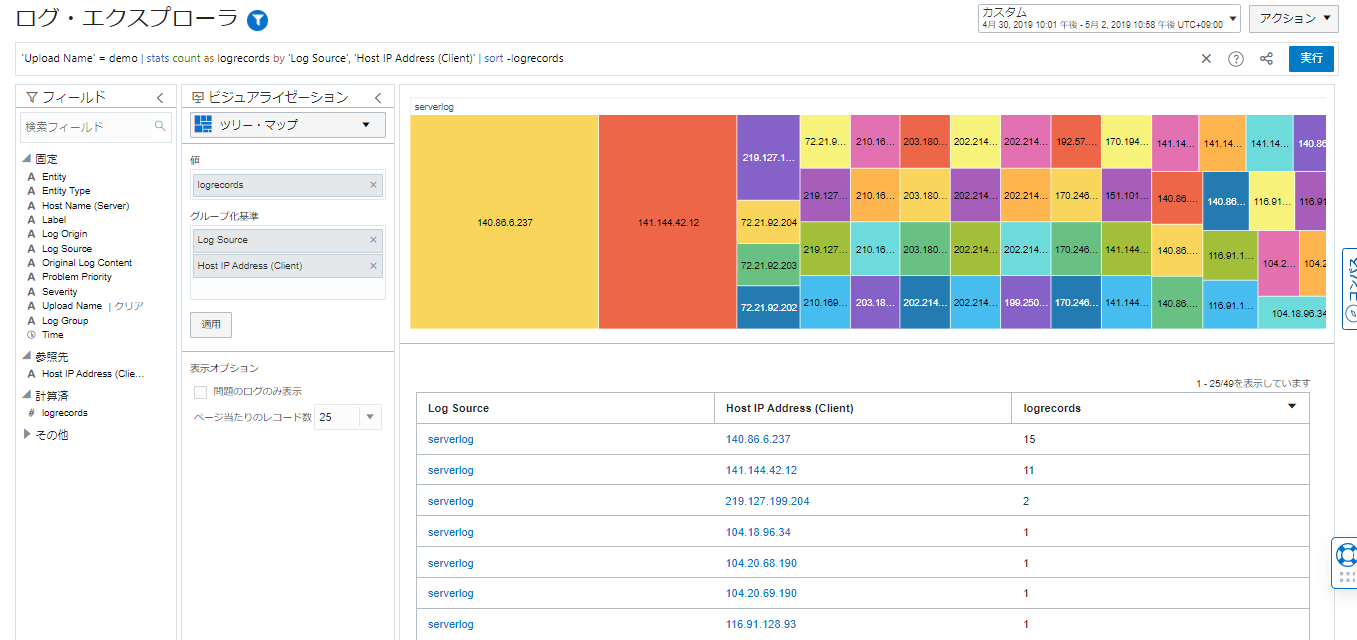 ログ・エクスプローラ
カスタム
4月 30, 2019 10:01 午後 - 5月 2, 2019 10:58 午後 UTC+09:00
アクション
'Upload Name' = demo | stats count as logrecords by 'Log Source', 'Host IP Address (Client)' | sort -logrecords
実行
フィールド
検索フィールド
固定
Entity
Entity Type
Host Name (Server)
Label
Log Origin
Log Source
Original Log Content
Problem Priority
Severity
Upload Name | クリア
Log Group
Time
参照先
Host IP Address (Clie...
計算済
# logrecords
その他
ビジュアライゼーション
ツリー・マップ
値
logrecords
グループ化基準
Log Source
Host IP Address (Client)
適用
表示オプション
問題のログのみ表示
ページ当たりのレコード数 25
serverlog
140.86.6.237
141.144.42.12
219.127.1...
72.21.92.204
72.21.92.203
72.21.92.202
72.21.9... 210.16... 203.180... 202.214... 202.214... 192.57.... 170.194... 141.14... 141.14... 141.14... 140.86
219.127... 210.16... 203.180... 202.214... 202.214... 170.246... 151.101... 140.86.... 140.86... 116.91... 116.91
219.127... 210.16... 203.180... 202.214... 202.214... 170.246... 141.144... 140.86... 116.91.1... 104.2... 104.2
210.169... 203.18... 202.214... 202.214... 199.250... 170.246... 141.144... 140.86.... 116.91.1... 104.18.96.34
1 - 25/49を表示しています
Log Source Host IP Address (Client) logrecords
serverlog 140.86.6.237 15
serverlog 141.144.42.12 11
serverlog 219.127.199.204 2
serverlog 104.18.96.34 1
serverlog 104.20.68.190 1
serverlog 104.20.69.190 1
serverlog 116.91.128.93 1